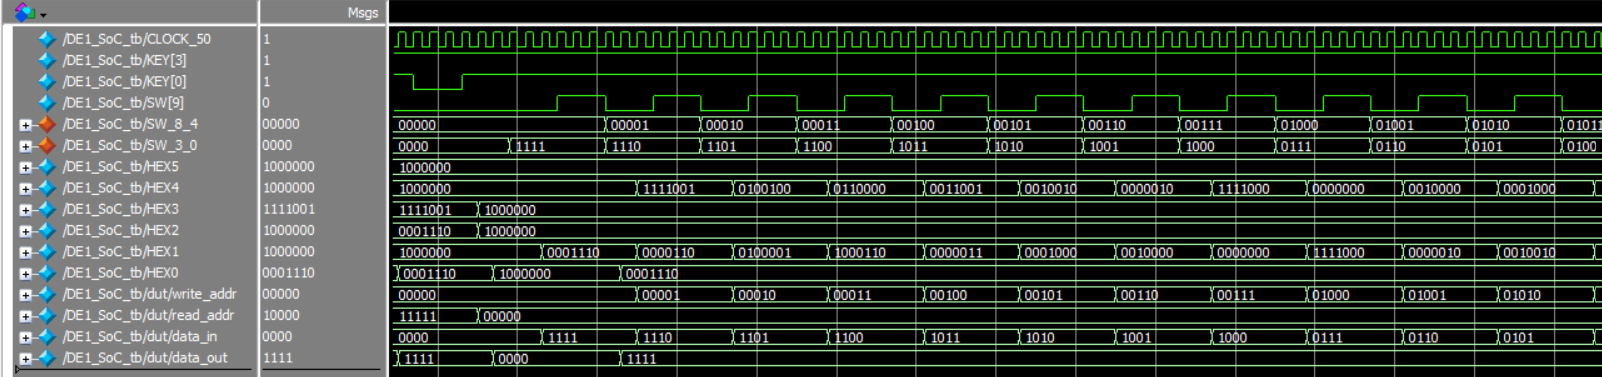 Msgs
/DE1_SoC_tb/CLOCK_50 1
/DE1_SoC_tb/KEY[3] 1
/DE1_SoC_tb/KEY[0] 1
/DE1_SoC_tb/SW[9] 0
/DE1_SoC_tb/SW_8_4 00000 00000 00001 00010 00011 00100 00101 00110 00111 01000 01001 01010 01011
/DE1_SoC_tb/SW_3_0 0000 0000 1111 1110 1101 1100 1011 1010 1001 1000 0111 0110 0101 0100
/DE1_SoC_tb/HEX5 1000000 1000000
/DE1_SoC_tb/HEX4 1000000 1000000 1111001 0100100 0110000 0011001 0010010 0000010 1111000 0000000 0010000 0001000
/DE1_SoC_tb/HEX3 1111001 1111001 1000000
/DE1_SoC_tb/HEX2 1000000 0001110 1000000
/DE1_SoC_tb/HEX1 1000000 1000000 0001110 0000110 0100001 1000110 0000011 0001000 0010000 0000000 1111000 0000010 0010010
/DE1_SoC_tb/HEX0 0001110 0001110 1000000 0001110
/DE1_SoC_tb/dut/write_addr 00000 00000 00001 00010 00011 00100 00101 00110 00111 01000 01001 01010
/DE1_SoC_tb/dut/read_addr 10000 11111 00000
/DE1_SoC_tb/dut/data_in 0000 0000 1111 1110 1101 1100 1011 1010 1001 1000 0111 0110 0101
/DE1_SoC_tb/dut/data_out 1111 1111 0000 1111